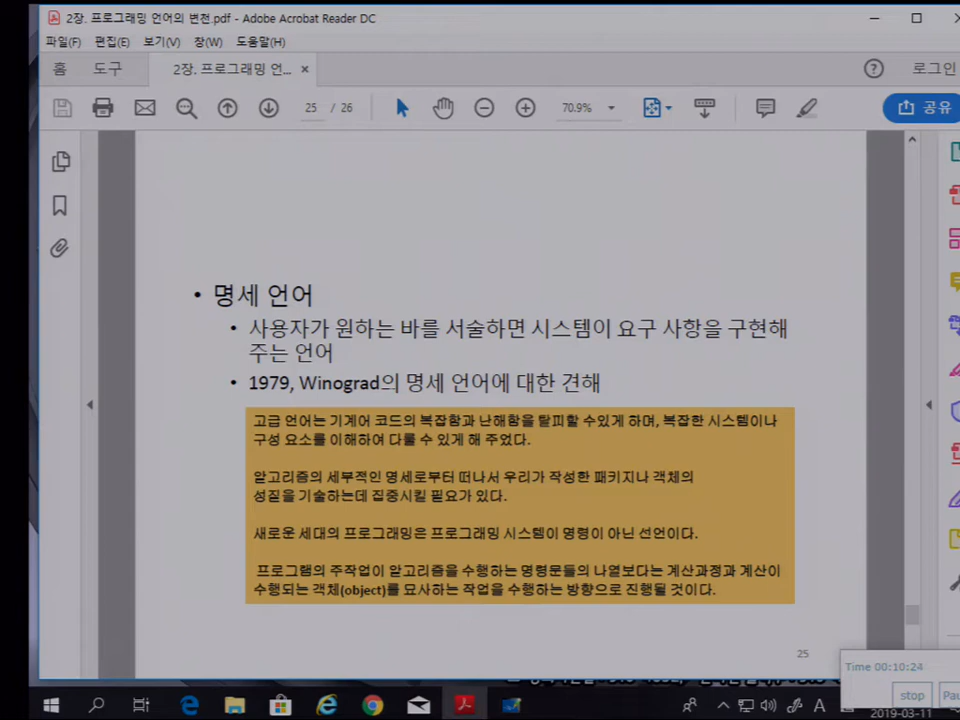 2장. 프로그래밍 언어의 변천.pdf - Adobe Acrobat Reader DC
파일(F) 편집(E) 보기(V) 창(W) 도움말(H)
홈 도구 2장. 프로그래밍 언... × 로그인
25 / 26 70.9% 공유
• 명세 언어
• 사용자가 원하는 바를 서술하면 시스템이 요구 사항을 구현해
주는 언어
• 1979, Winograd의 명세 언어에 대한 견해
고급 언어는 기계어 코드의 복잡함과 난해함을 탈피할 수있게 하며, 복잡한 시스템이나
구성 요소를 이해하여 다룰 수 있게 해 주었다.
알고리즘의 세부적인 명세로부터 떠나서 우리가 작성한 패키지나 객체의
성질을 기술하는데 집중시킬 필요가 있다.
새로운 세대의 프로그래밍은 프로그래밍 시스템이 명령이 아닌 선언이다.
프로그램의 주작업이 알고리즘을 수행하는 명령문들의 나열보다는 계산과정과 계산이
수행되는 객체(object)를 묘사하는 작업을 수행하는 방향으로 진행될 것이다.
25
Time 00:10:24
stop Pau
A
2019-03-11